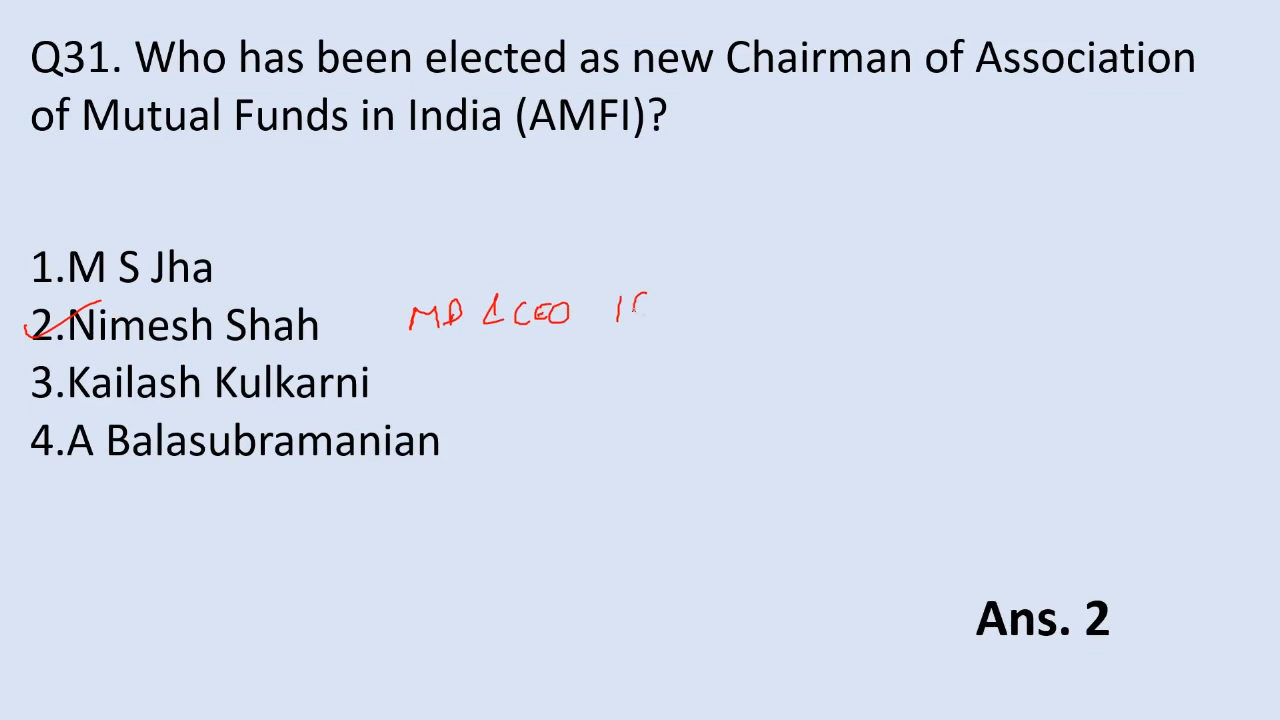 Q31. Who has been elected as new Chairman of Association
of Mutual Funds in India (AMFI)?
1.M S Jha
2.Nimesh Shah MD & CEO IC
3.Kailash Kulkarni
4.A Balasubramanian
Ans. 2